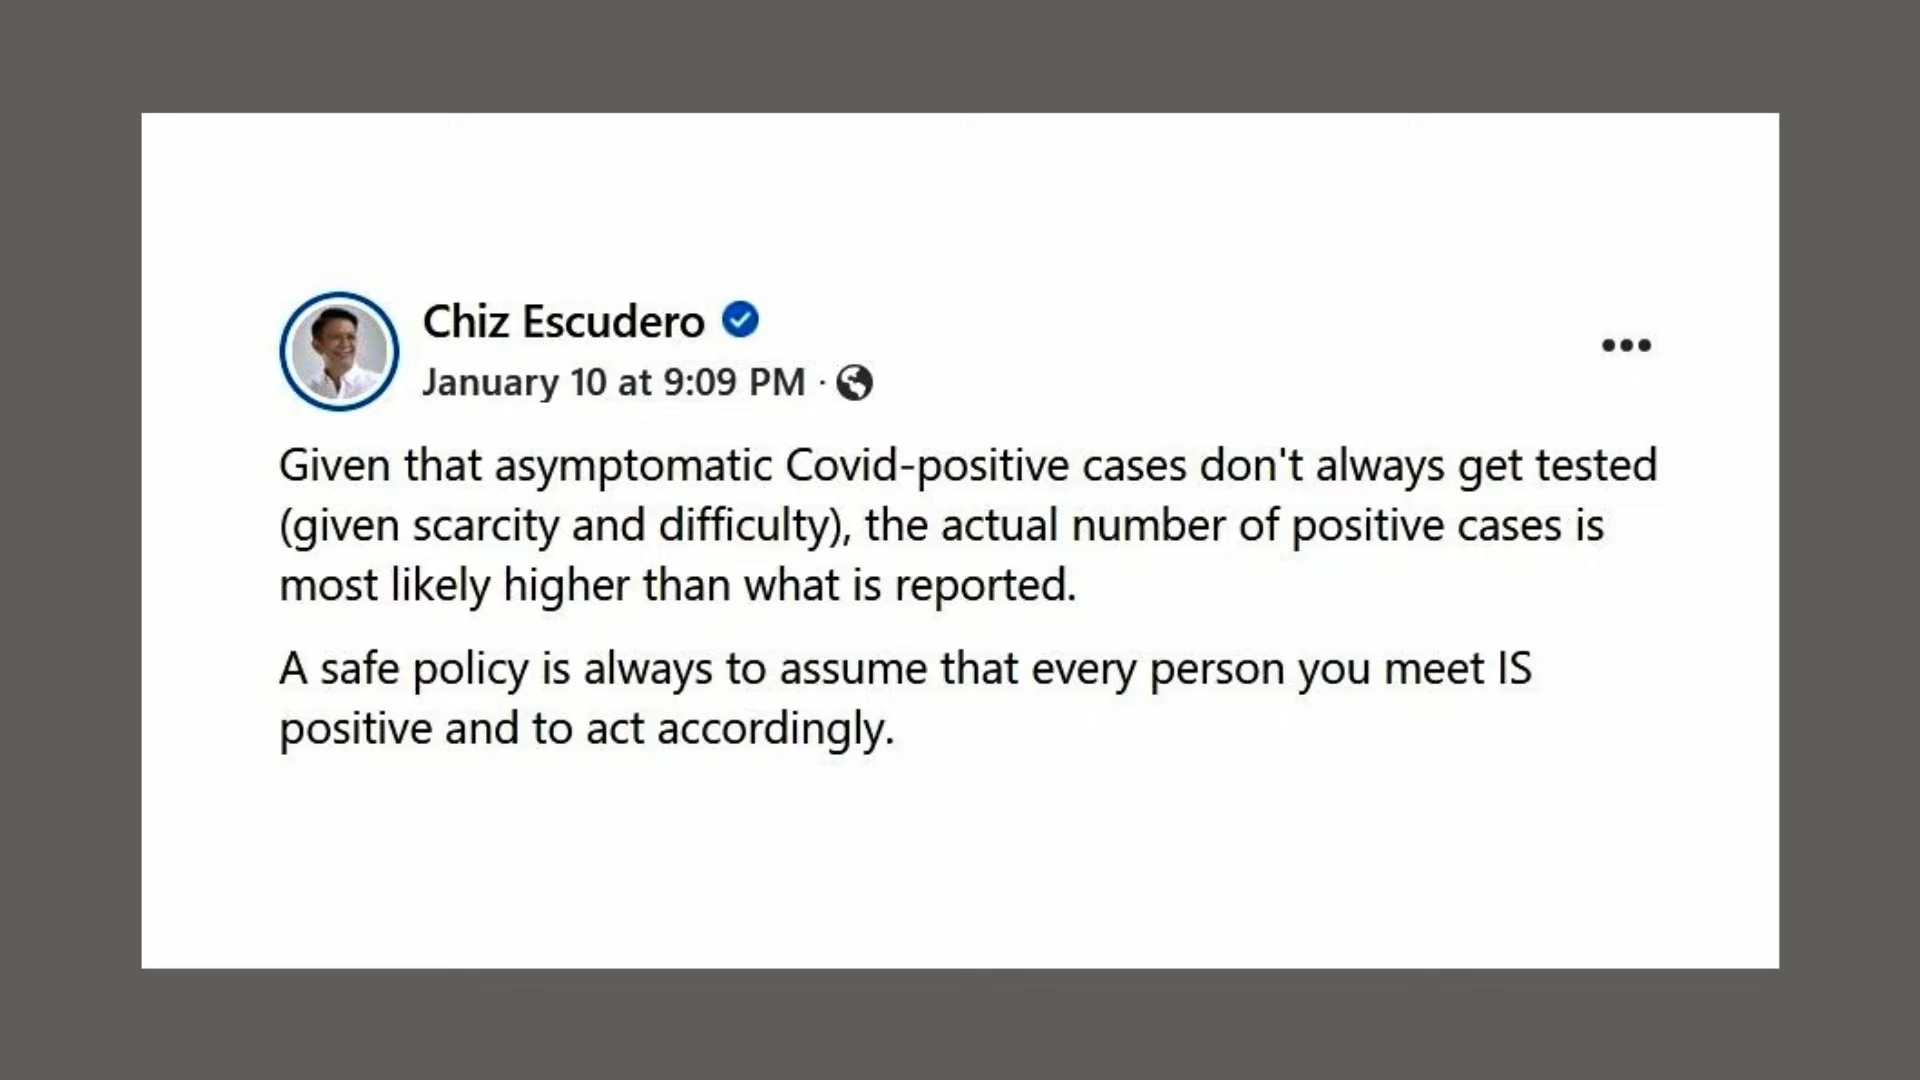 Chiz Escudero
January 10 at 9:09 PM ·
Given that asymptomatic Covid-positive cases don't always get tested
(given scarcity and difficulty), the actual number of positive cases is
most likely higher than what is reported.
A safe policy is always to assume that every person you meet IS
positive and to act accordingly.